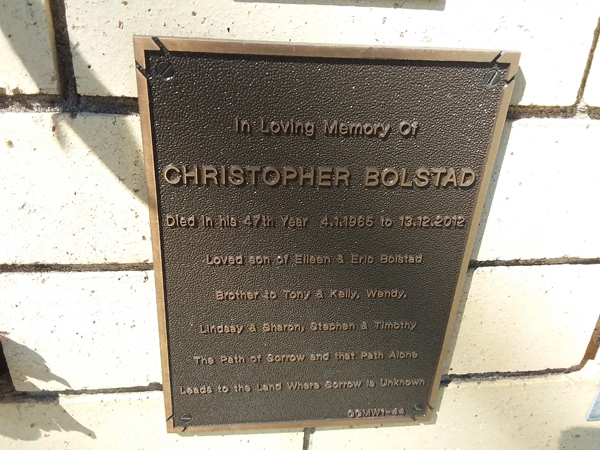 In Loving Memory Of
CHRISTOPHER BOLSTAD
Died in his 47th Year 4.1.1965 to 13.12.2012
Loved son of Eileen & Eric Bolstad
Brother to Tony & Kelly, Wendy,
Lindsay & Sharon, Stephen & Timothy
The Path of Sorrow and that Path Alone
Leads to the Land Where Sorrow is Unknown